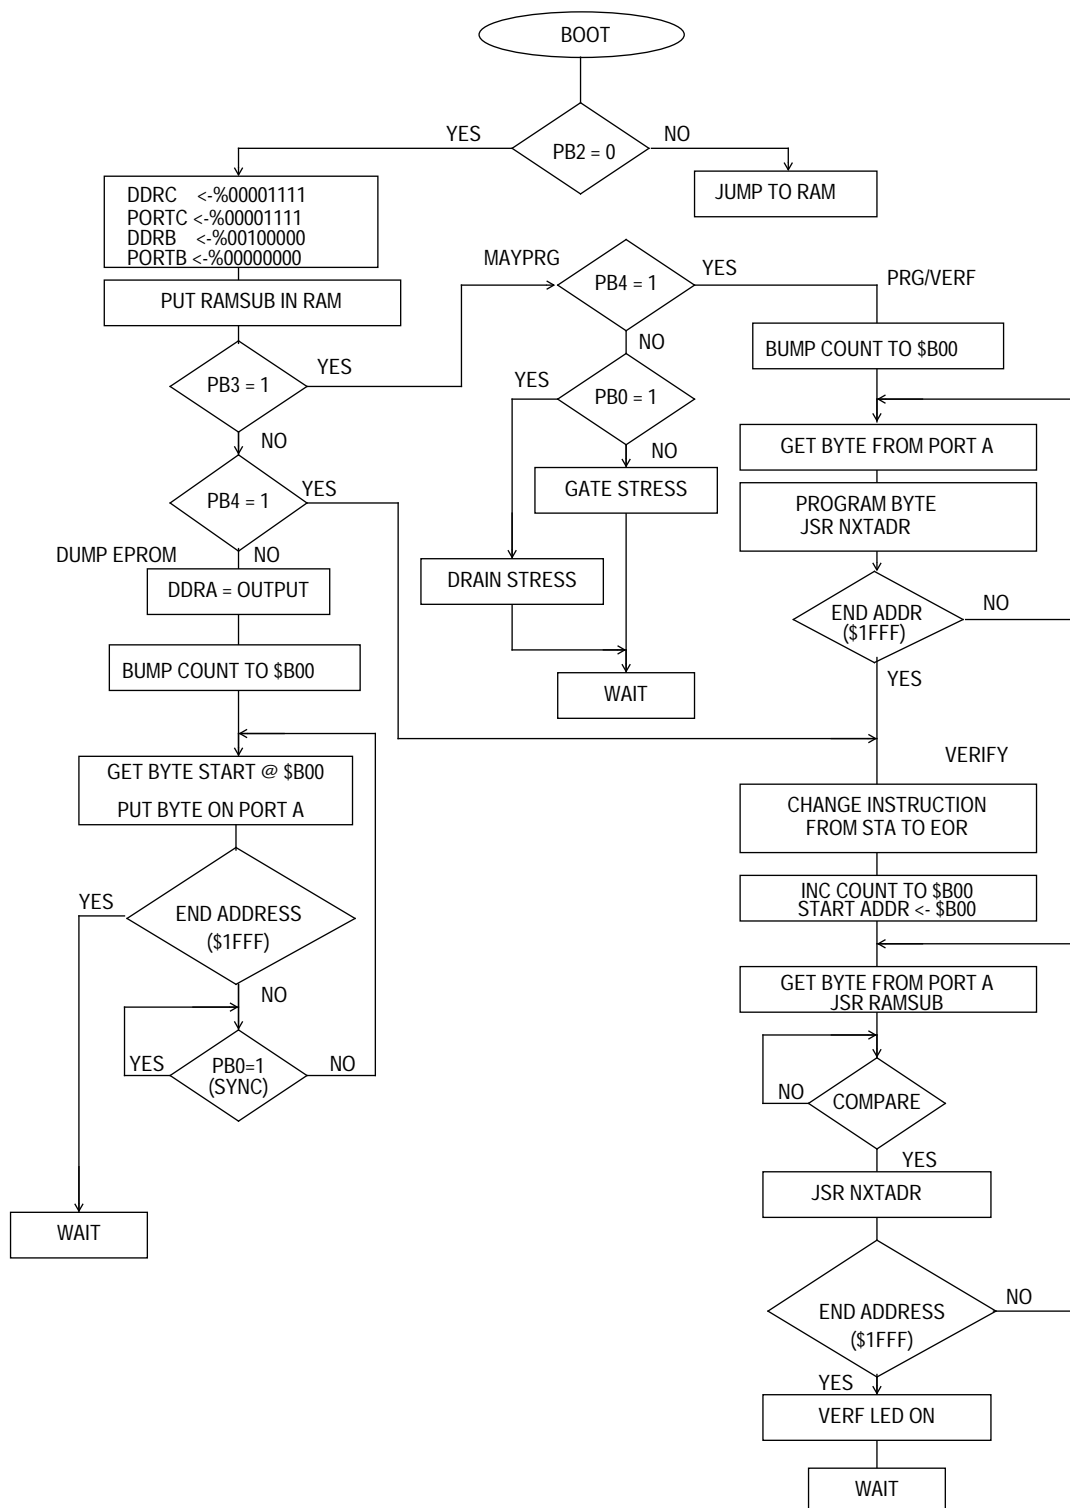 BOOT
YES
NO
PB2 = 0
JUMP TO RAM
DDRC <-%00001111
PORTC <-%00001111
DDRB <-%00100000
PORTB <-%00000000
PUT RAMSUB IN RAM
PB3 = 1
YES
NO
PB4 = 1
YES
DUMP EPROM
NO
DDRA = OUTPUT
BUMP COUNT TO $B00
GET BYTE START @ $B00
PUT BYTE ON PORT A
YES
END ADDRESS
($1FFF)
NO
YES
PB0=1
(SYNC)
NO
WAIT
MAYPRG
PB4 = 1
YES
NO
YES
PB0 = 1
NO
GATE STRESS
DRAIN STRESS
WAIT
PRG/VERF
BUMP COUNT TO $B00
GET BYTE FROM PORT A
PROGRAM BYTE
JSR NXTADR
END ADDR
($1FFF)
NO
YES
VERIFY
CHANGE INSTRUCTION
FROM STA TO EOR
INC COUNT TO $B00
START ADDR <- $B00
GET BYTE FROM PORT A
JSR RAMSUB
NO
COMPARE
YES
JSR NXTADR
END ADDRESS
($1FFF)
NO
YES
VERF LED ON
WAIT